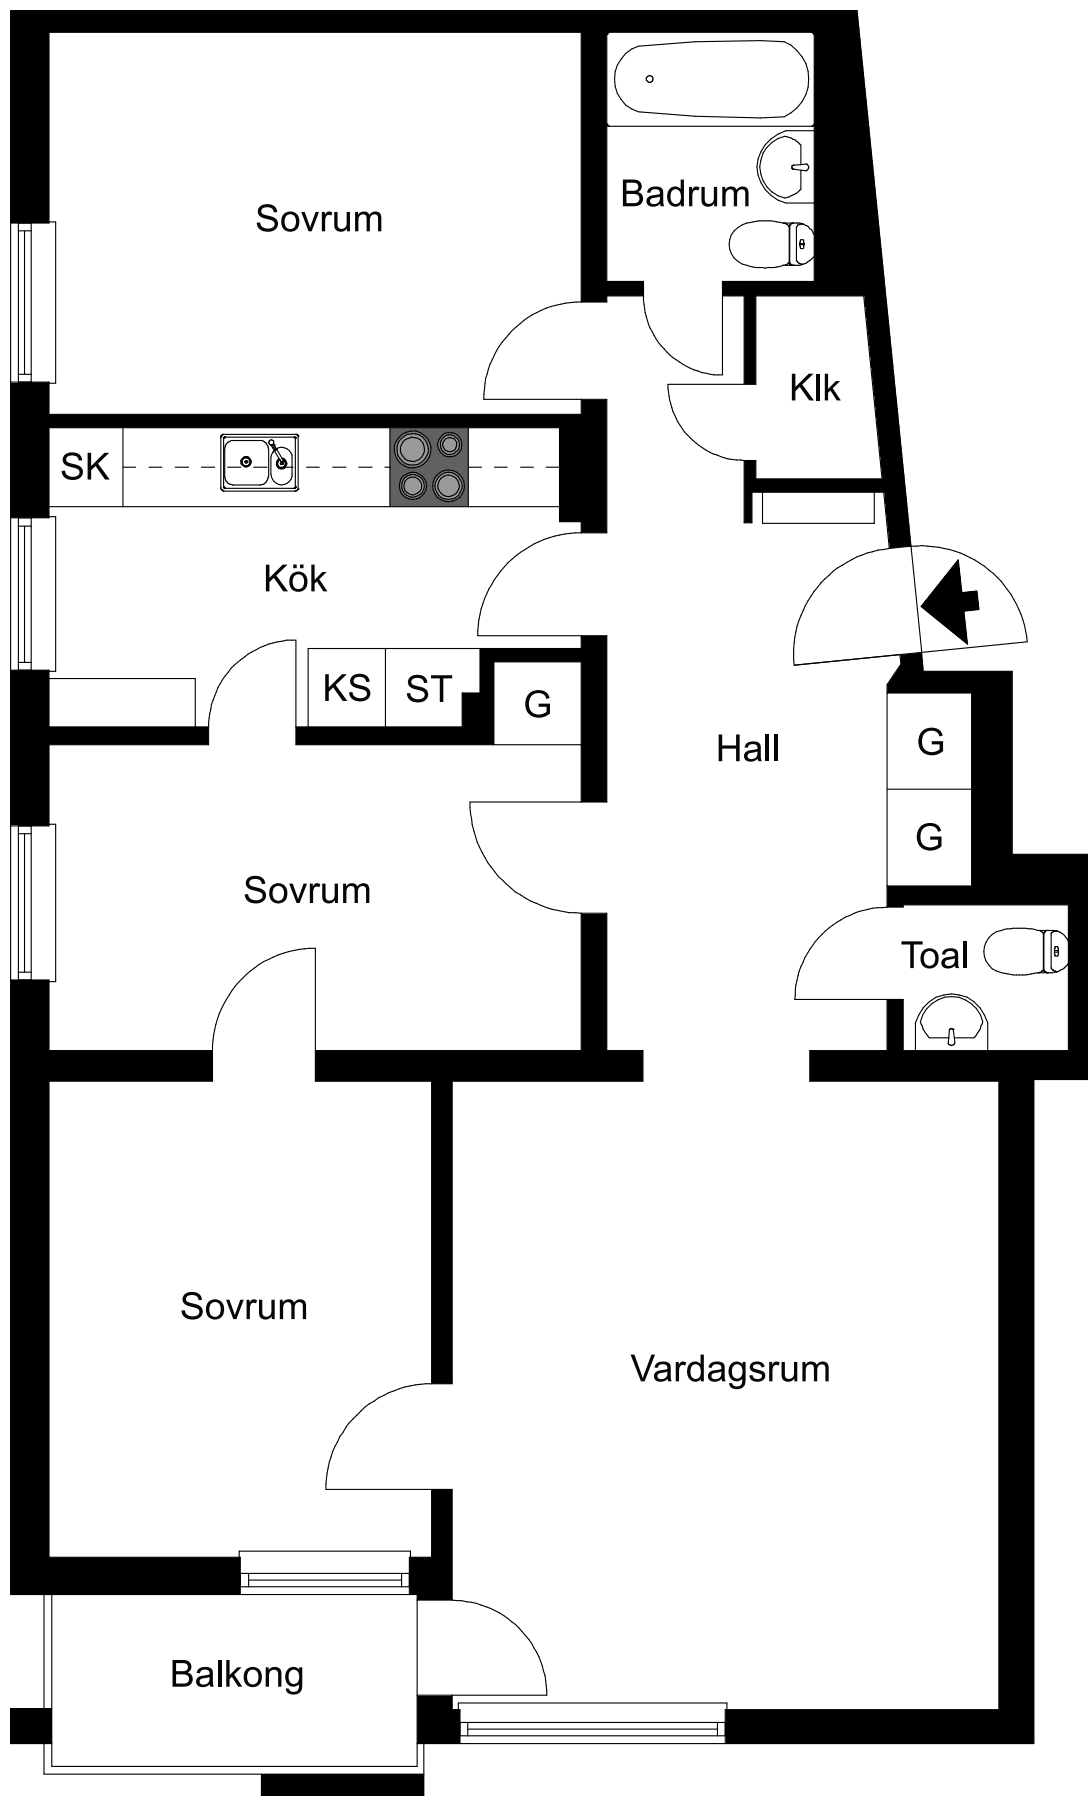 Sovrum
Badrum
Klk
SK
Kök
KS
ST
G
Hall
G
G
Sovrum
Toal
Sovrum
Vardagsrum
Balkong